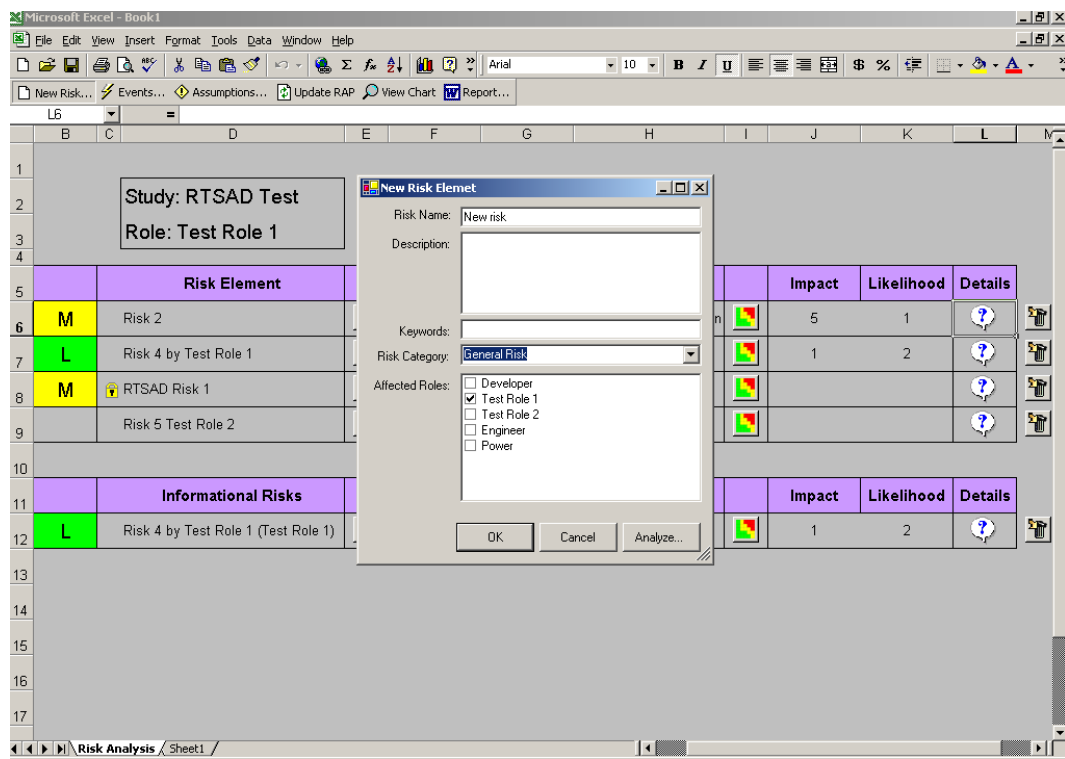 Microsoft Excel - Book1
File Edit View Insert Format Tools Data Window Help
Arial 10 B I U $ %
New Risk... Events... Assumptions... Update RAP View Chart Report...
L6 =
B C D E F G H I J K L M
1
2 Study: RTSAD Test
3 Role: Test Role 1
4
5 Risk Element Impact Likelihood Details
6 M Risk 2 n 5 1 ?
7 L Risk 4 by Test Role 1 1 2 ?
8 M RTSAD Risk 1 ?
9 Risk 5 Test Role 2 ?
10
11 Informational Risks Impact Likelihood Details
12 L Risk 4 by Test Role 1 (Test Role 1) 1 2 ?
13
14
15
16
17
New Risk Elemet
Risk Name: New risk
Description:
Keywords:
Risk Category: General Risk
Affected Roles: Developer
Test Role 1
Test Role 2
Engineer
Power
OK Cancel Analyze...
Risk Analysis Sheet1